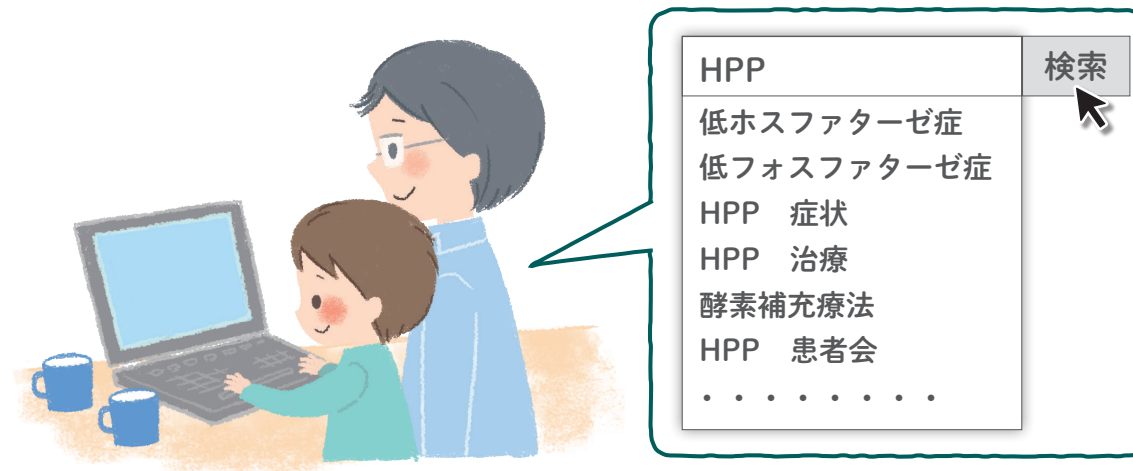 HPP 検索
低ホスファターゼ症
低フォスファターゼ症
HPP 症状
HPP 治療
酵素補充療法
HPP 患者会
・・・・・・・・